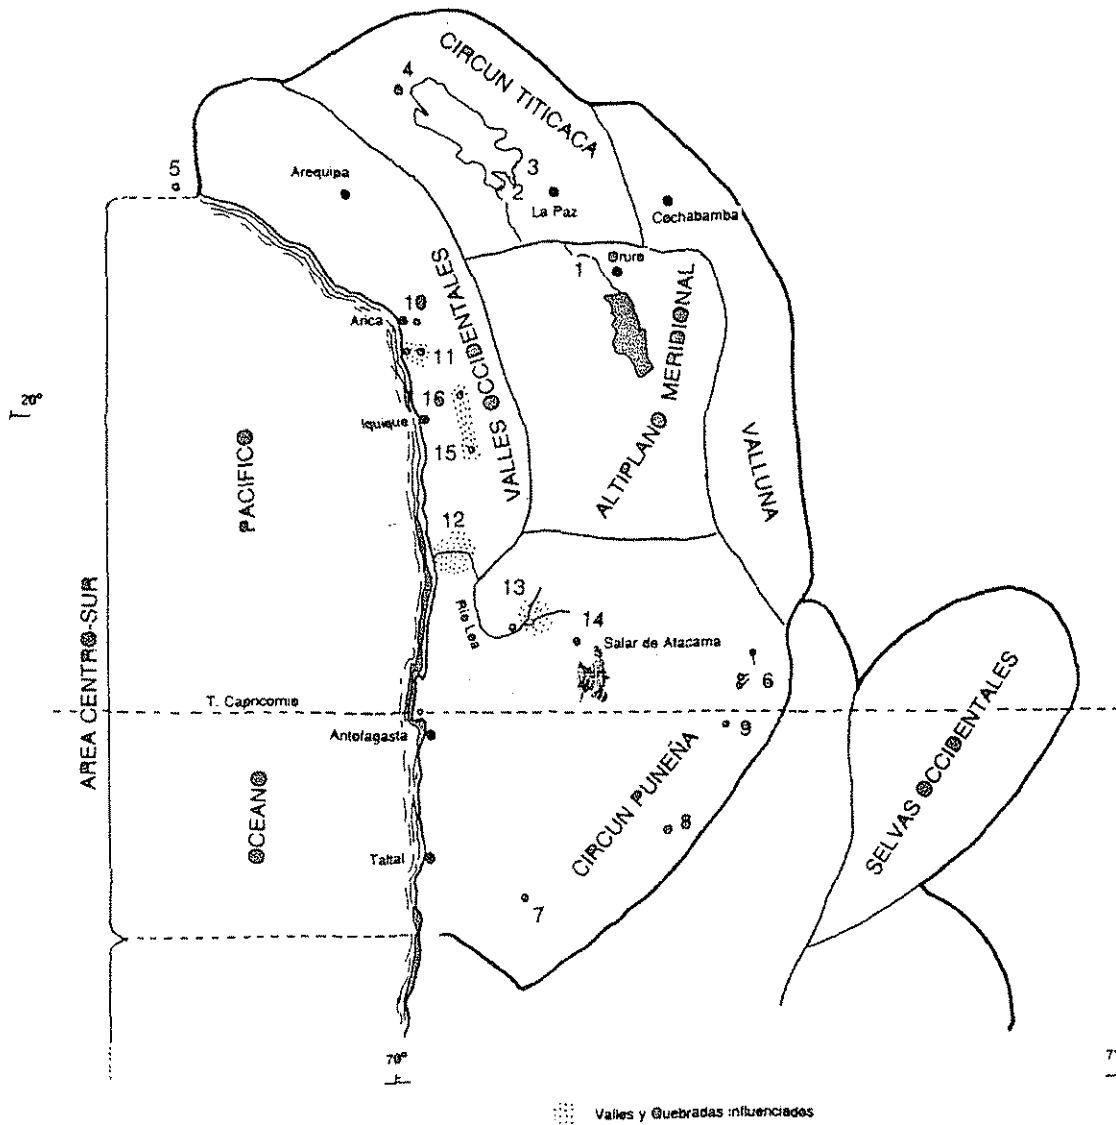 CIRCUN TITICACA
4
3
2
5
Arequipa
La Paz
Cochabamba
1
Oruro
VALLES OCCIDENTALES
ALTIPLANO MERIDIONAL
VALLUNA
10
Arica
11
16
Iquique
15
20°
PACIFICO
12
13
Rio Loa
14
Salar de Atacama
6
T. Capricornio
9
Antofagasta
AREA CENTRO-SUR
OCEANO
CIRCUN PUNEÑA
SELVAS OCCIDENTALES
8
Taltal
7
70°
Valles y Quebradas influenciados